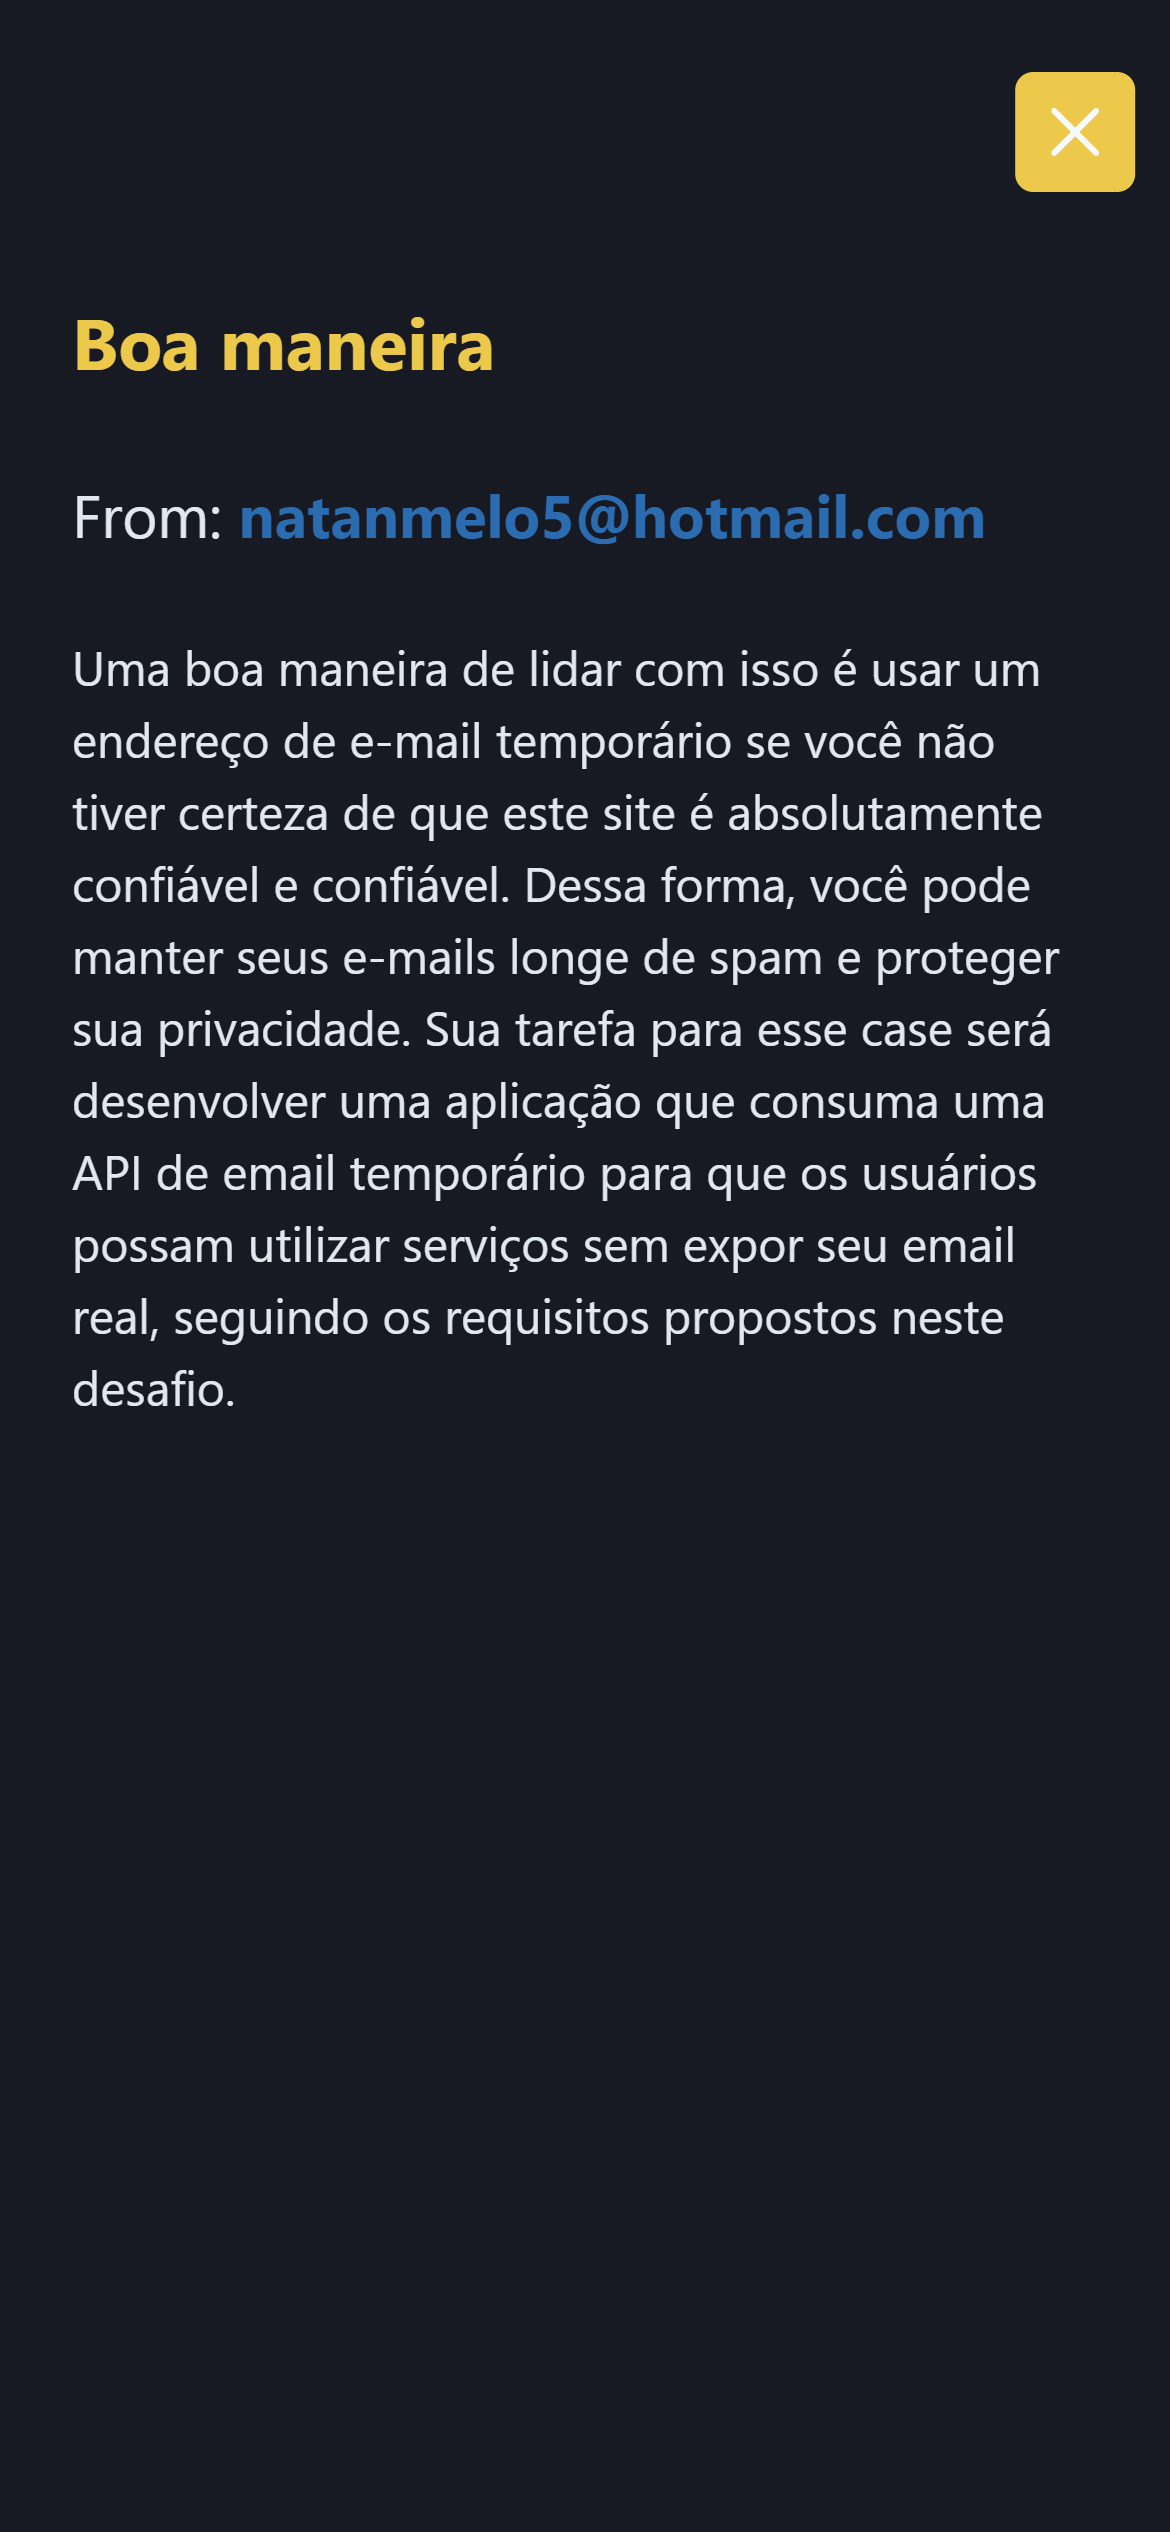 Boa maneira
From: natanmelo5@hotmail.com
Uma boa maneira de lidar com isso é usar um
endereço de e-mail temporário se você não
tiver certeza de que este site é absolutamente
confiável e confiável. Dessa forma, você pode
manter seus e-mails longe de spam e proteger
sua privacidade. Sua tarefa para esse case será
desenvolver uma aplicação que consuma uma
API de email temporário para que os usuários
possam utilizar serviços sem expor seu email
real, seguindo os requisitos propostos neste
desafio.